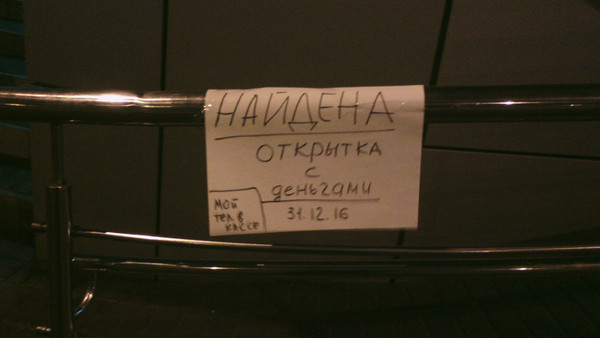 НАЙДЕНА
ОТКРЫТКА
С
деньгами
31.12.16
МОЙ
ТЕЛ В
КАССЕ